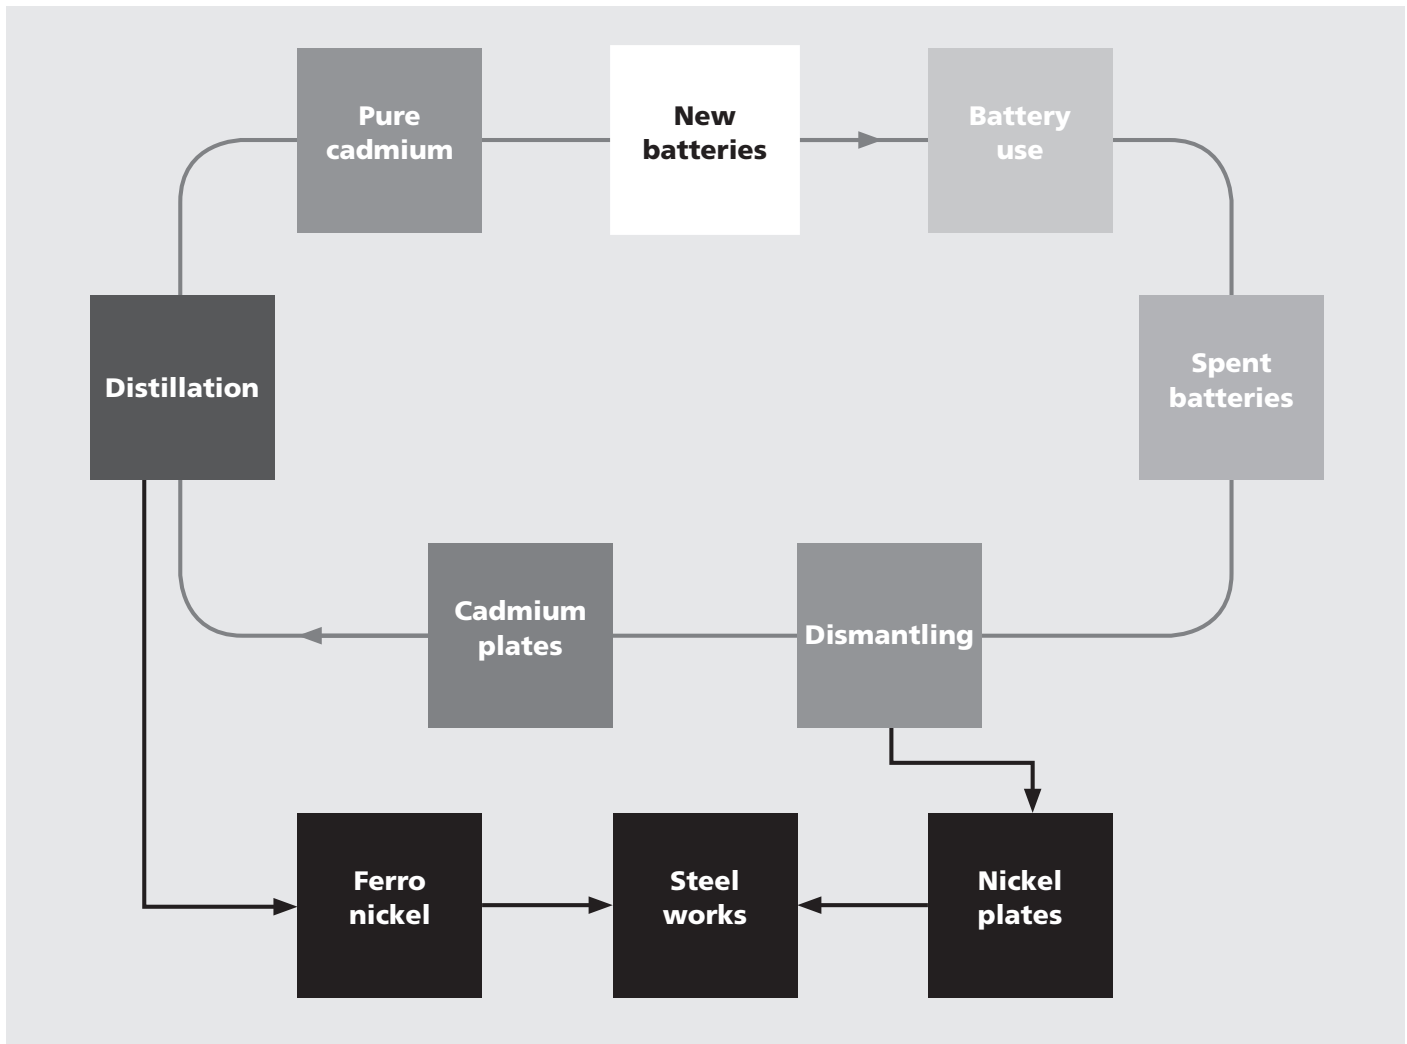 Pure
cadmium
New
batteries
Battery
use
Distillation
Spent
batteries
Cadmium
plates
Dismantling
Ferro
nickel
Steel
works
Nickel
plates